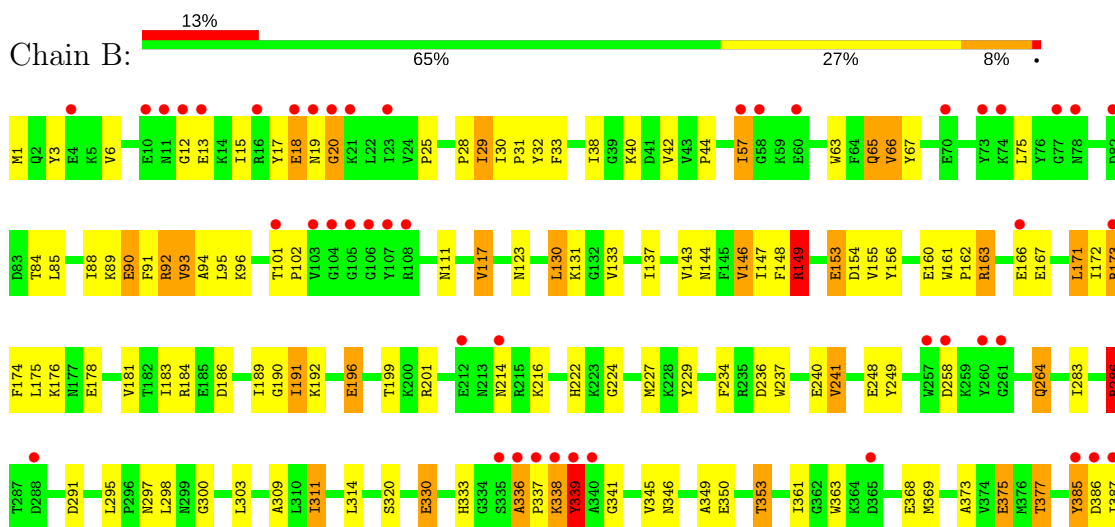 13%
Chain B:
65% 27% 8% .
M1 Q2 Y3 E4 K5 V6 E10 N11 G12 E13 K14 I15 R16 Y17 E18 N19 G20 K21 L22 I23 V24 P25 P28 I29 I30 P31 Y32 F33 I38 G39 K40 D41 V42 V43 P44 I57 G58 K59 E60 W63 F64 Q65 V66 Y67 E70 Y73 K74 L75 Y76 G77 N78 D82
D83 T84 L85 I88 K89 E90 F91 R92 V93 A94 L95 K96 T101 P102 V103 G104 G105 G106 Y107 R108 N111 V117 N123 L130 K131 G132 V133 I137 V143 N144 F145 V146 I147 F148 R149 E153 D154 V155 Y156 E160 W161 P162 R163 E166 E167 L171 I172
F174 L175 K176 N177 E178 V181 T182 I183 R184 E185 D186 I189 G190 I191 K192 E196 T199 K200 R201 E212 N213 N214 R215 K216 H222 K223 G224 M227 K228 Y229 F234 R235 D236 W237 E240 V241 E248 Y249 W257 D258 K259 Y260 G261 Q264 I283
T287 D288 D291 L295 P296 N297 L298 N299 G300 L303 A309 L310 I311 L314 S320 E330 H333 G334 S335 A336 P337 K338 Y339 A340 G341 V345 N346 A349 E350 T353 I361 G362 W363 K364 D365 E368 M369 A373 V374 E375 M376 T377 Y385 D386